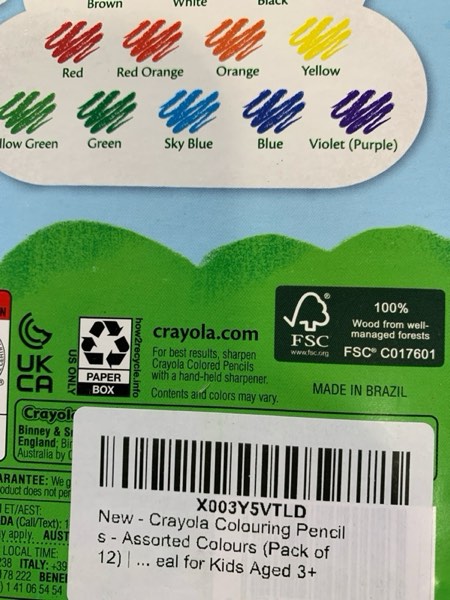 Brown White Black
Red Red Orange Orange Yellow
llow Green Green Sky Blue Blue Violet (Purple)
UK
CA
US ONLY
PAPER
BOX
how2recycle.info
crayola.com
For best results, sharpen
Crayola Colored Pencils
with a hand-held sharpener.
Contents and colors may vary.
FSC
www.fsc.org
100%
Wood from well-
managed forests
FSC® C017601
MADE IN BRAZIL
Crayol
Binney & S
England; Bi
Australia by C
ARANTEE: We g
oduct does not per
ET/AEST:
DA (Call/Text): 1
y apply. AUST
LOCAL TIME:
238 ITALY: +39
178 222 BENE
) 1 41 06 54 54
X003Y5VTLD
New - Crayola Colouring Pencil
s - Assorted Colours (Pack of
12) | ... eal for Kids Aged 3+